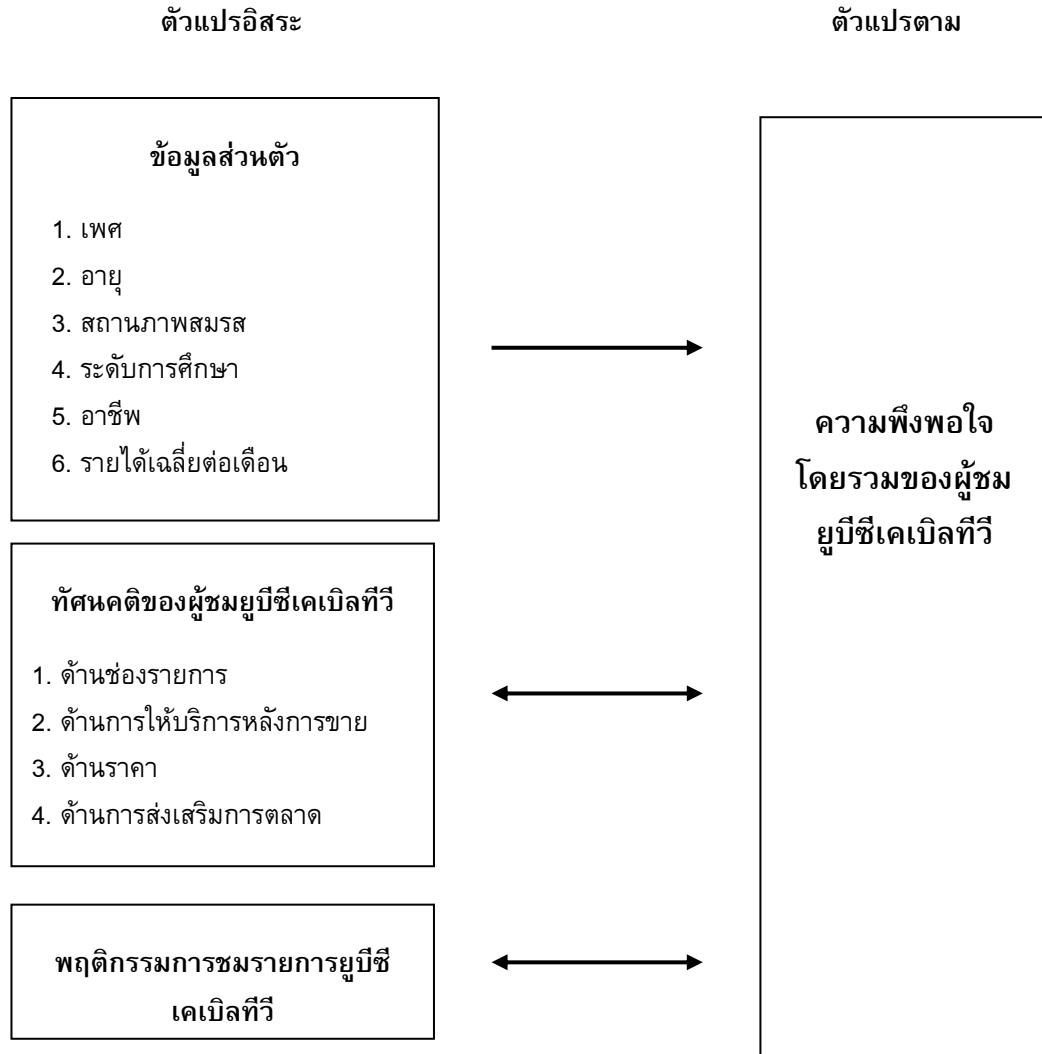 ตัวแปรอิสระ
ตัวแปรตาม
ข้อมูลส่วนตัว
1. เพศ
2. อายุ
3. สถานภาพสมรส
4. ระดับการศึกษา
5. อาชีพ
6. รายได้เฉลี่ยต่อเดือน
ทัศนคติของผู้ชมยูบีซีเคเบิลทีวี
1. ด้านช่องรายการ
2. ด้านการให้บริการหลังการขาย
3. ด้านราคา
4. ด้านการส่งเสริมการตลาด
พฤติกรรมการชมรายการยูบีซี
เคเบิลทีวี
ความพึงพอใจ
โดยรวมของผู้ชม
ยูบีซีเคเบิลทีวี